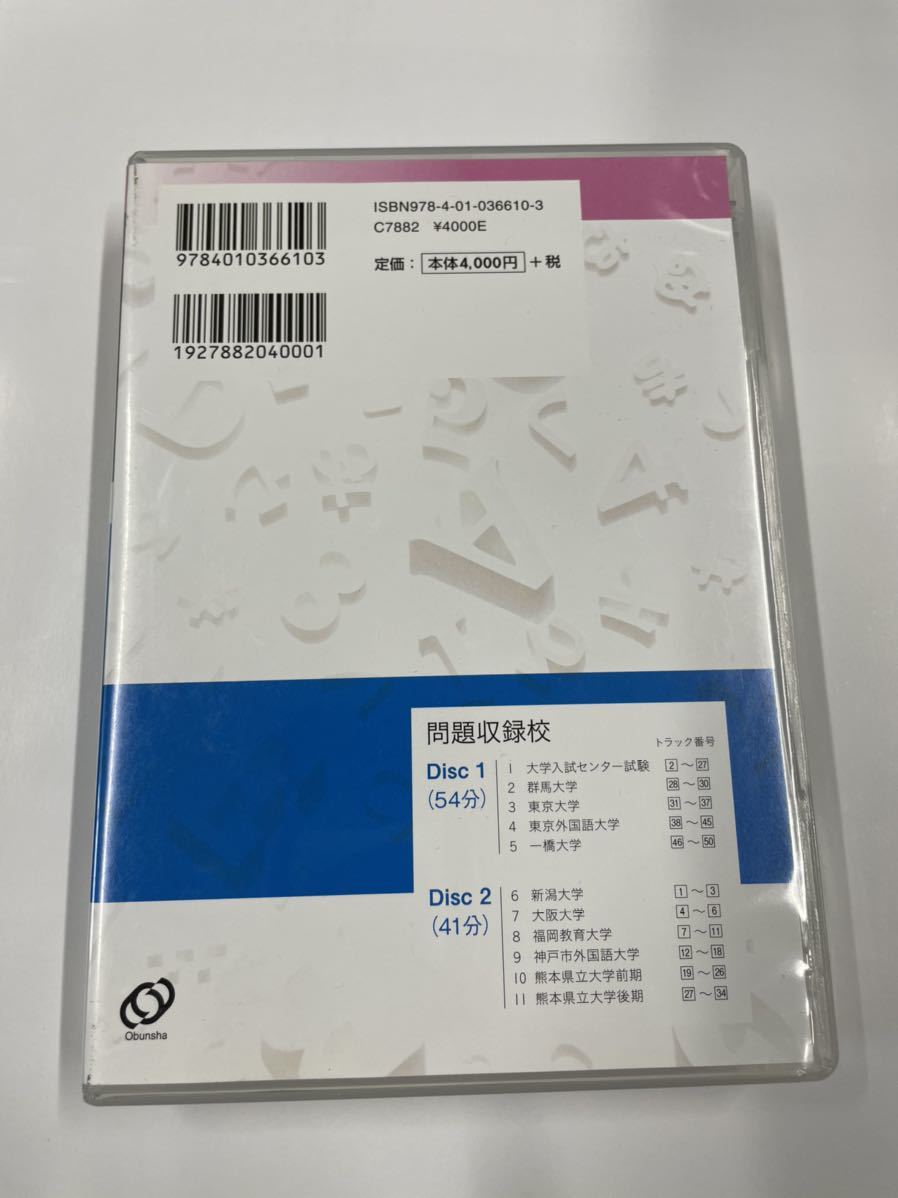 ISBN978-4-01-036610-3
C7882 ¥4000E
定価：本体4,000円＋税
9784010366103
1927882040001
問題収録校
トラック番号
Disc 1
(54分)
1 大学入試センター試験 2～27
2 群馬大学 28～30
3 東京大学 31～37
4 東京外国語大学 38～45
5 一橋大学 46～50
Disc 2
(41分)
6 新潟大学 1～3
7 大阪大学 4～6
8 福岡教育大学 7～11
9 神戸市外国語大学 12～18
10 熊本県立大学前期 19～26
11 熊本県立大学後期 27～34
Obunsha